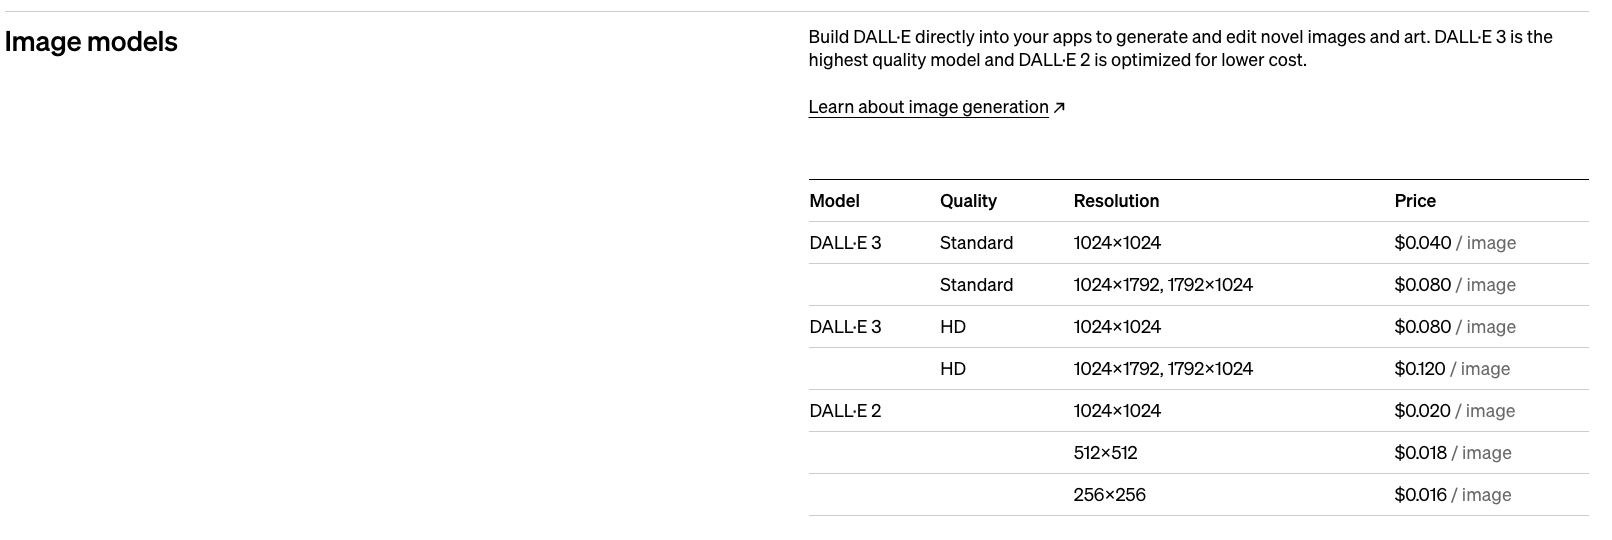 Image models
Build DALL·E directly into your apps to generate and edit novel images and art. DALL·E 3 is the
highest quality model and DALL·E 2 is optimized for lower cost.
Learn about image generation ↗
Model Quality Resolution Price
DALL·E 3 Standard 1024×1024 $0.040 / image
Standard 1024×1792, 1792×1024 $0.080 / image
DALL·E 3 HD 1024×1024 $0.080 / image
HD 1024×1792, 1792×1024 $0.120 / image
DALL·E 2 1024×1024 $0.020 / image
512×512 $0.018 / image
256×256 $0.016 / image